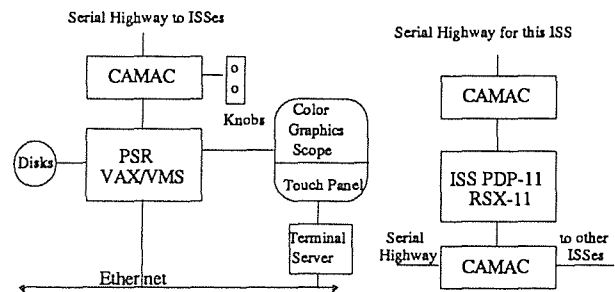 Serial Highway to ISSes
CAMAC
o
o
Knobs
Disks
PSR
VAX/VMS
Color
Graphics
Scope
Touch Panel
Terminal
Server
Ethernet
Serial Highway for this ISS
CAMAC
ISS PDP-11
RSX-11
Serial
Highway
CAMAC
to other
ISSes